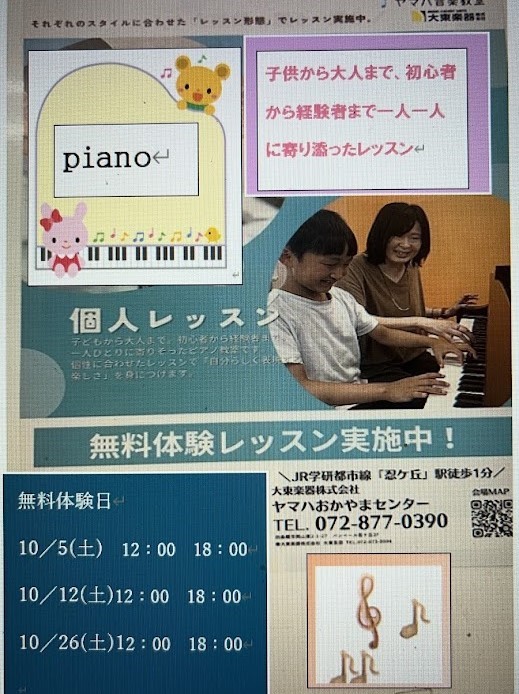 ヤマハ音楽教室
それぞれのスタイルに合わせた「レッスン形態」でレッスン実施中。
大東楽器
piano↵
子供から大人まで、初心者
から経験者まで一人一人
に寄り添ったレッスン↵
個人レッスン
子どもから大人まで、初心者から経験者まで
一人ひとりに寄りそったピアノ教室です
個性に合わせたレッスンで「自分らしく表現
楽しさ」を身につけます。
無料体験レッスン実施中！
無料体験日↵
10／5(土) 12：00 18：00↵
10／12(土)12：00 18：00↵
10／26(土)12：00 18：00↵
＼JR学研都市線「忍ケ丘」駅徒歩1分／
大東楽器株式会社
ヤマハおかやまセンター
TEL. 072-877-0390
会場MAP